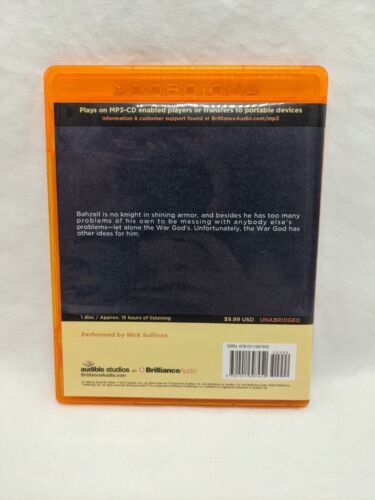 AUDIOBOOK
Plays on MP3-CD enabled players or transfers to portable devices
Information & customer support found at BrillianceAudio.com/mp3
Bahzell is no knight in shining armor, and besides he has too many
problems of his own to be messing with anybody else's
problems—let alone the War God's. Unfortunately, the War God has
other ideas for him.
1 disc / Approx. 15 hours of listening
$9.99 USD UNABRIDGED
Performed by Nick Sullivan
audible studios on BrillianceAudio
BrillianceAudio.com